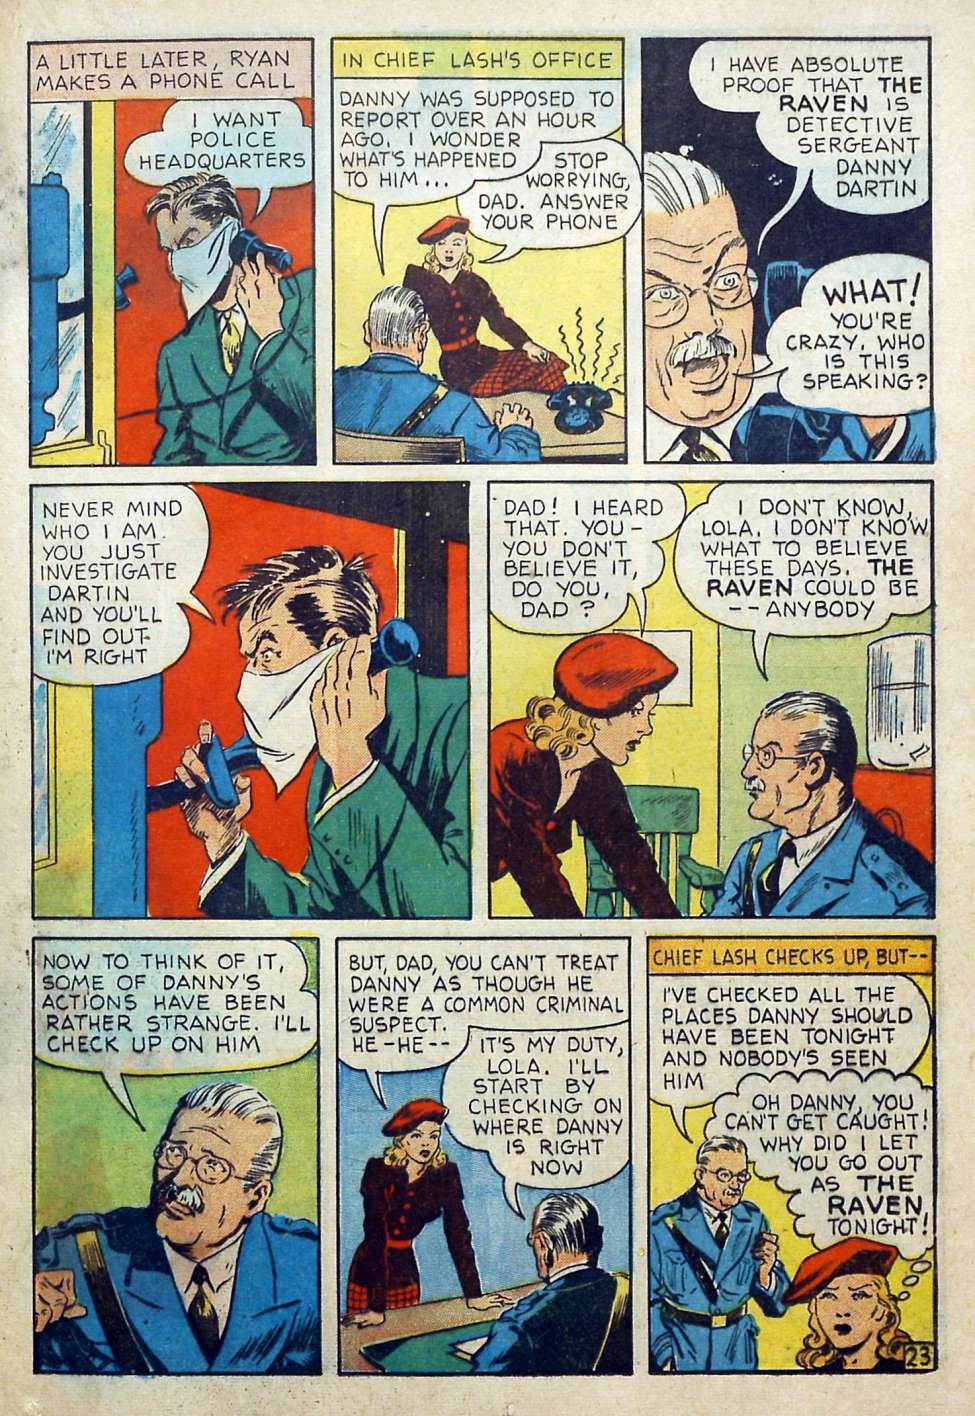 A LITTLE LATER, RYAN
MAKES A PHONE CALL
I WANT
POLICE
HEADQUARTERS
IN CHIEF LASH'S OFFICE
DANNY WAS SUPPOSED TO
REPORT OVER AN HOUR
AGO. I WONDER
WHAT'S HAPPENED
TO HIM...
STOP
WORRYING,
DAD. ANSWER
YOUR PHONE
I HAVE ABSOLUTE
PROOF THAT THE
RAVEN IS
DETECTIVE
SERGEANT
DANNY
DARTIN
WHAT!
YOU'RE
CRAZY. WHO
IS THIS
SPEAKING?
NEVER MIND
WHO I AM.
YOU JUST
INVESTIGATE
DARTIN
AND YOU'LL
FIND OUT
I'M RIGHT
DAD! I HEARD
THAT. YOU-
YOU DON'T
BELIEVE IT,
DO YOU,
DAD?
I DON'T KNOW,
LOLA. I DON'T KNOW
WHAT TO BELIEVE
THESE DAYS. THE
RAVEN COULD BE
--ANYBODY
NOW TO THINK OF IT,
SOME OF DANNY'S
ACTIONS HAVE BEEN
RATHER STRANGE. I'LL
CHECK UP ON HIM
BUT, DAD, YOU CAN'T TREAT
DANNY AS THOUGH HE
WERE A COMMON CRIMINAL
SUSPECT.
HE-HE--
IT'S MY DUTY,
LOLA. I'LL
START BY
CHECKING ON
WHERE DANNY
IS RIGHT
NOW
CHIEF LASH CHECKS UP, BUT--
I'VE CHECKED ALL THE
PLACES DANNY SHOULD
HAVE BEEN TONIGHT
AND NOBODY'S SEEN
HIM
OH DANNY, YOU
CAN'T GET CAUGHT!
WHY DID I LET
YOU GO OUT
AS THE
RAVEN
TONIGHT!
23